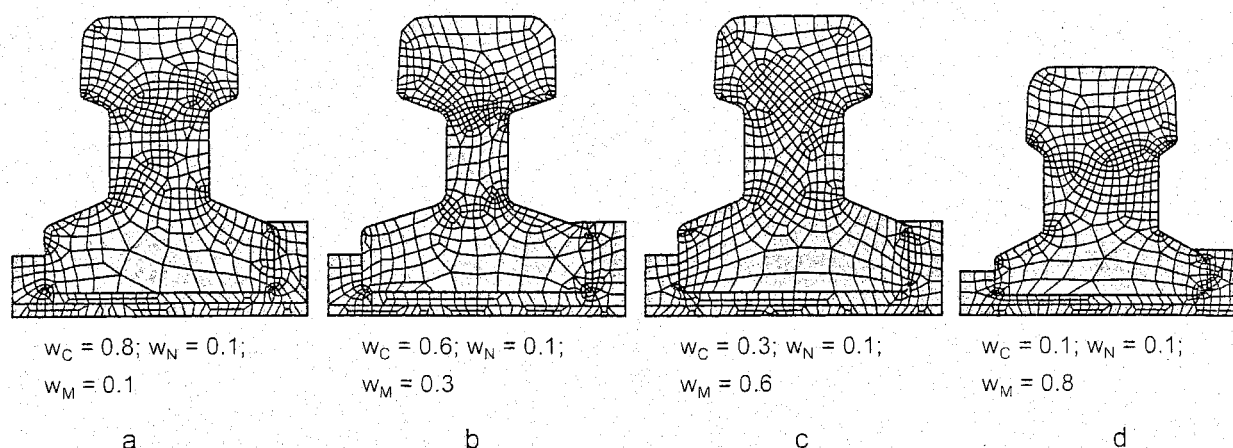 w_C = 0.8; w_N = 0.1;
w_M = 0.1
a
w_C = 0.6; w_N = 0.1;
w_M = 0.3
b
w_C = 0.3; w_N = 0.1;
w_M = 0.6
c
w_C = 0.1; w_N = 0.1;
w_M = 0.8
d